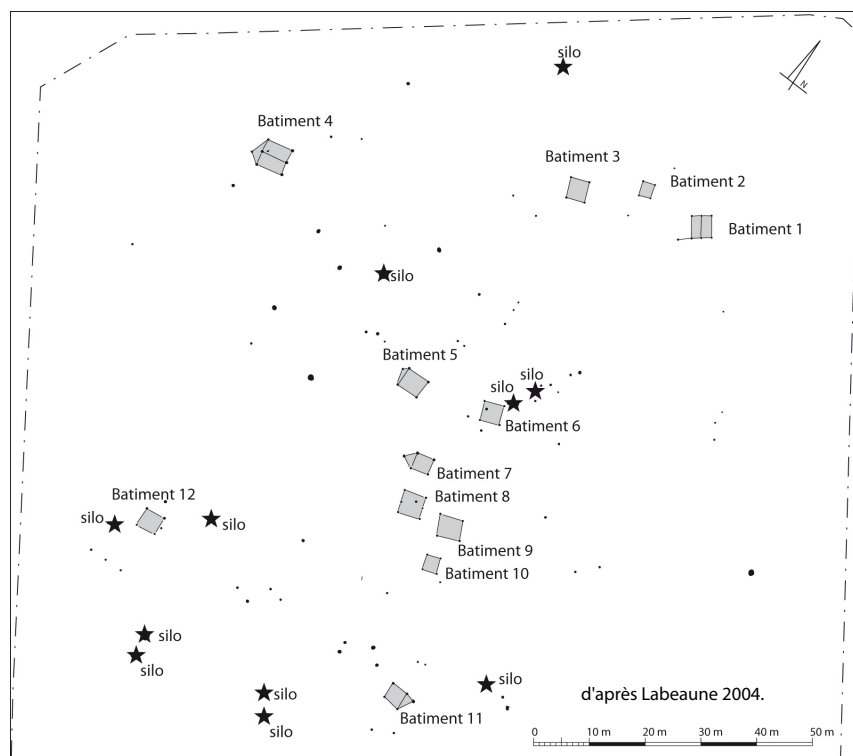 silo
N
Batiment 4
Batiment 3
Batiment 2
Batiment 1
silo
Batiment 5
silo
silo
Batiment 6
Batiment 7
Batiment 8
Batiment 12
silo
silo
Batiment 9
Batiment 10
silo
silo
silo
silo
silo
d'après Labeaune 2004.
Batiment 11
0 10 m 20 m 30 m 40 m 50 m